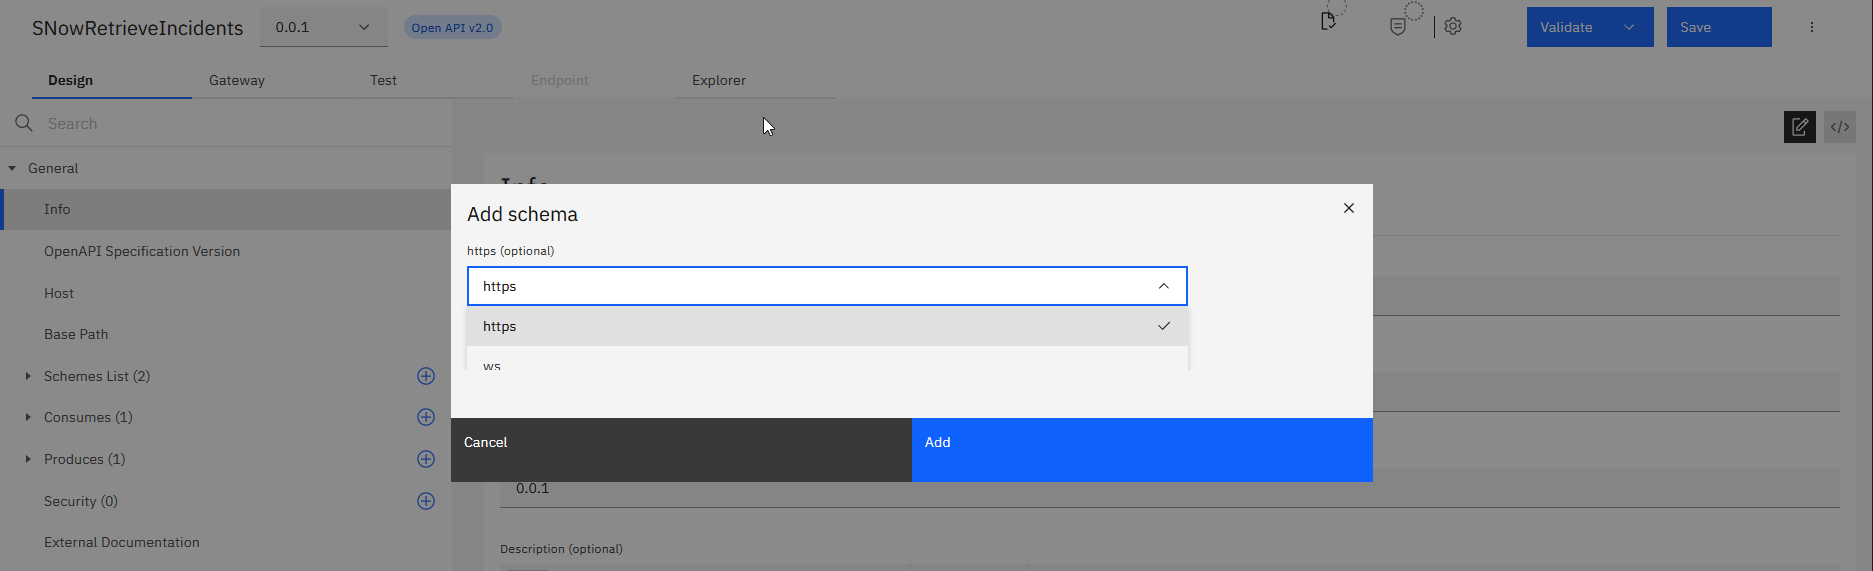 SNowRetrieveIncidents
0.0.1
Open API v2.0
Validate
Save
Design
Gateway
Test
Endpoint
Explorer
Search
General
Info
OpenAPI Specification Version
Host
Base Path
Schemes List (2)
Consumes (1)
Produces (1)
Security (0)
External Documentation
Info
Add schema
https (optional)
https
https
ws
Cancel
Add
0.0.1
Description (optional)